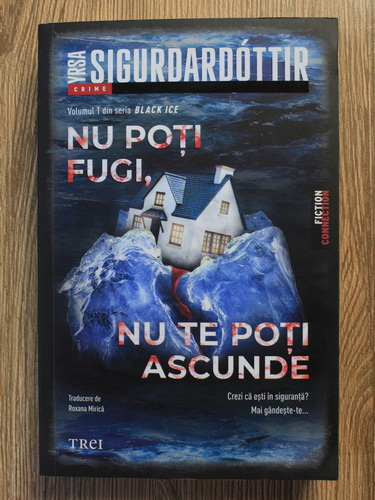 YRSA
SIGURDARDÓTTIR
CRIME
Volumul 1 din seria BLACK ICE
NU POȚI
FUGI,
FICTION
CONNECTION
NU TE POȚI
ASCUNDE
Traducere de
Roxana Mirică
Crezi că ești în siguranță?
Mai gândește-te...
TREI